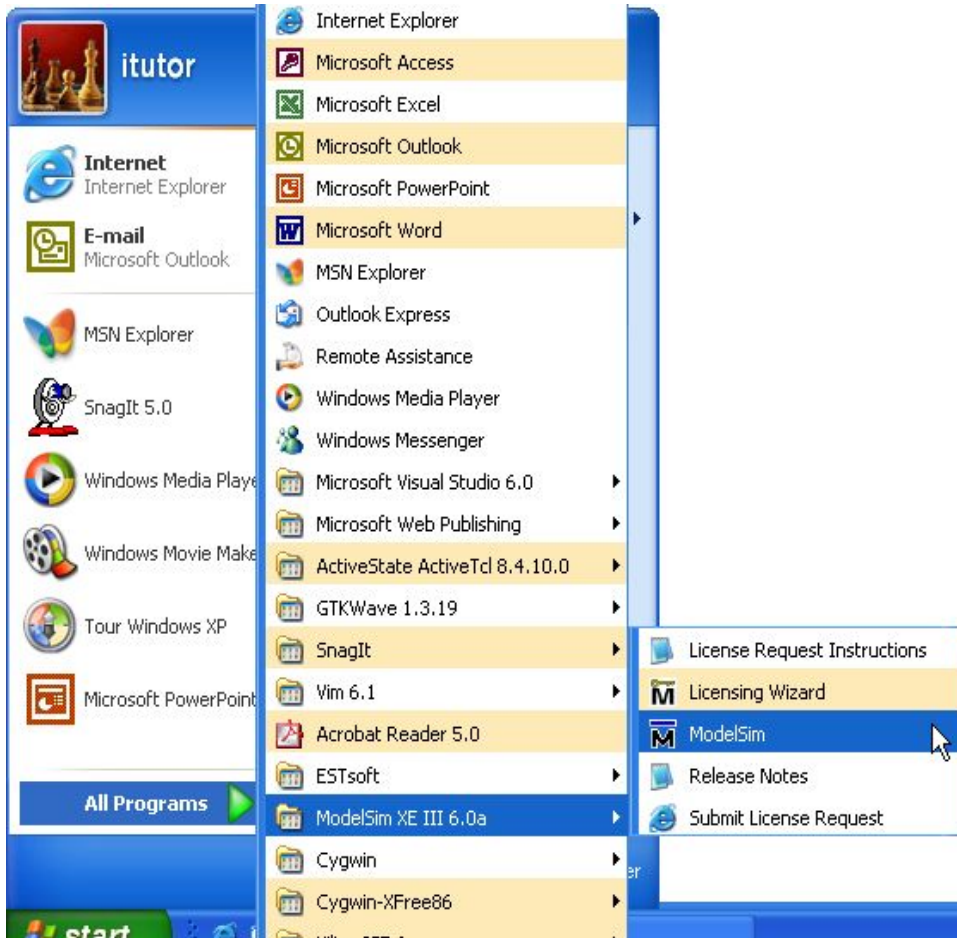 itutor
Internet
Internet Explorer
E-mail
Microsoft Outlook
MSN Explorer
SnagIt 5.0
Windows Media Playe
Windows Movie Make
Tour Windows XP
Microsoft PowerPoint
All Programs
start
Internet Explorer
Microsoft Access
Microsoft Excel
Microsoft Outlook
Microsoft PowerPoint
Microsoft Word
MSN Explorer
Outlook Express
Remote Assistance
Windows Media Player
Windows Messenger
Microsoft Visual Studio 6.0
Microsoft Web Publishing
ActiveState ActiveTcl 8.4.10.0
GTKWave 1.3.19
SnagIt
Vim 6.1
Acrobat Reader 5.0
ESTsoft
ModelSim XE III 6.0a
Cygwin
Cygwin-XFree86
License Request Instructions
Licensing Wizard
ModelSim
Release Notes
Submit License Request
er